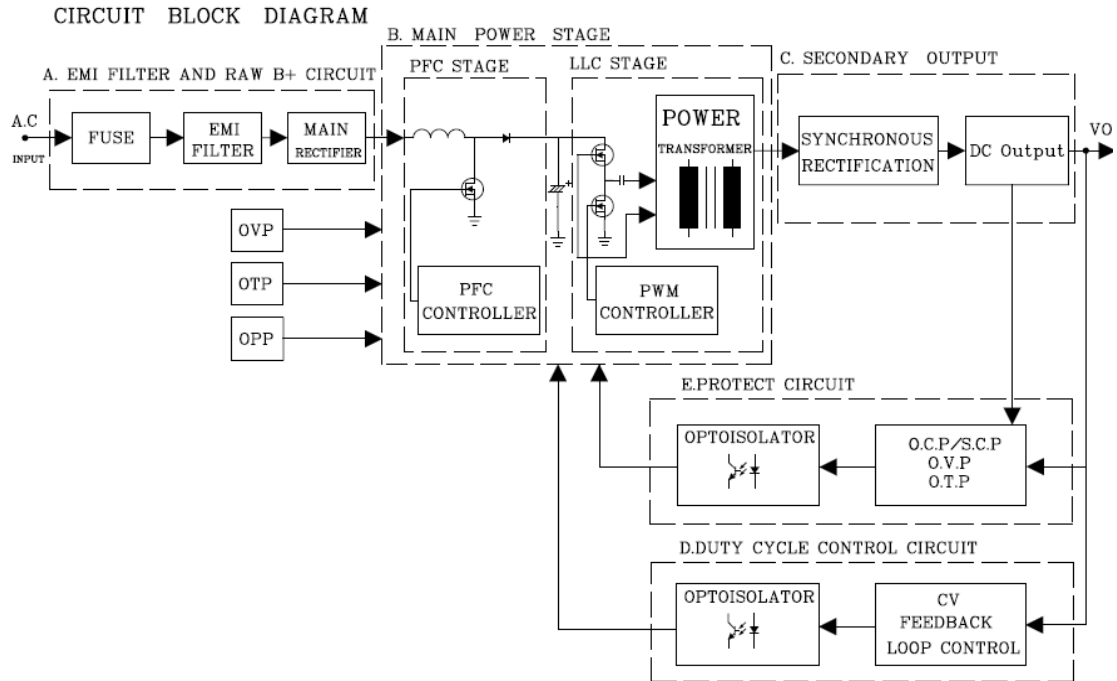 CIRCUIT BLOCK DIAGRAM
B. MAIN POWER STAGE
A. EMI FILTER AND RAW B+ CIRCUIT
PFC STAGE
LLC STAGE
C. SECONDARY OUTPUT
A.C
INPUT
FUSE
EMI
FILTER
MAIN
RECTIFIER
+
POWER
TRANSFORMER
SYNCHRONOUS
RECTIFICATION
DC Output
VO
OVP
OTP
OPP
PFC
CONTROLLER
PWM
CONTROLLER
E.PROTECT CIRCUIT
OPTOISOLATOR
O.C.P/S.C.P
O.V.P
O.T.P
D.DUTY CYCLE CONTROL CIRCUIT
OPTOISOLATOR
CV
FEEDBACK
LOOP CONTROL